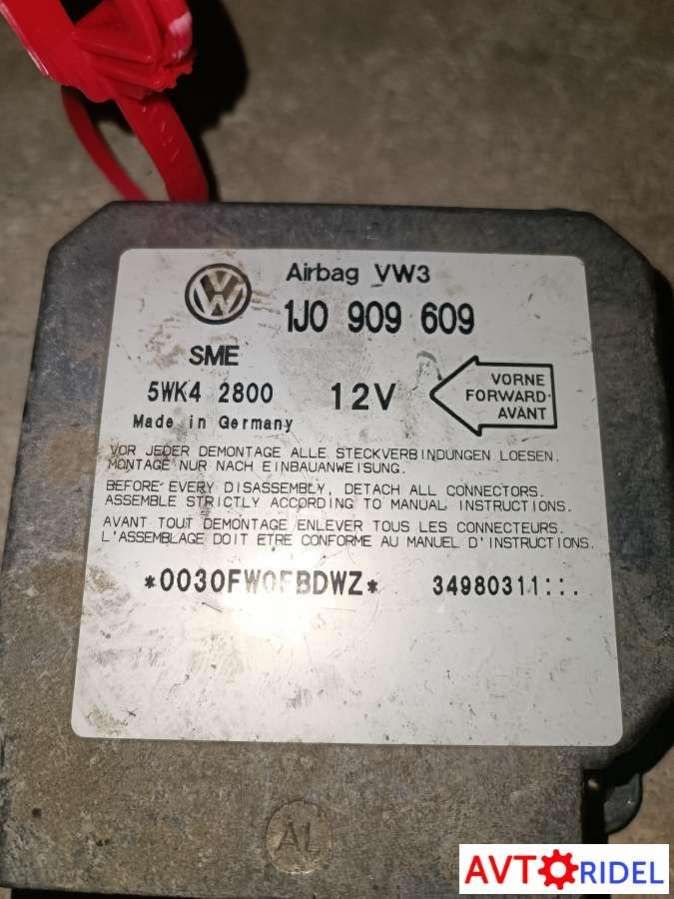 Airbag VW3
1J0 909 609
SME
5WK4 2800
12V
VORNE
FORWARD
AVANT
Made in Germany
VOR JEDER DEMONTAGE ALLE STECKVERBINDUNGEN LOESEN.
MONTAGE NUR NACH EINBAUANWEISUNG.
BEFORE EVERY DISASSEMBLY, DETACH ALL CONNECTORS.
ASSEMBLE STRICTLY ACCORDING TO MANUAL INSTRUCTIONS.
AVANT TOUT DEMONTAGE ENLEVER TOUS LES CONNECTEURS.
L'ASSEMBLAGE DOIT ETRE CONFORME AU MANUEL D'INSTRUCTIONS.
*0030FW0FBDWZ*
34980311::.
AL
AVTORIDEL